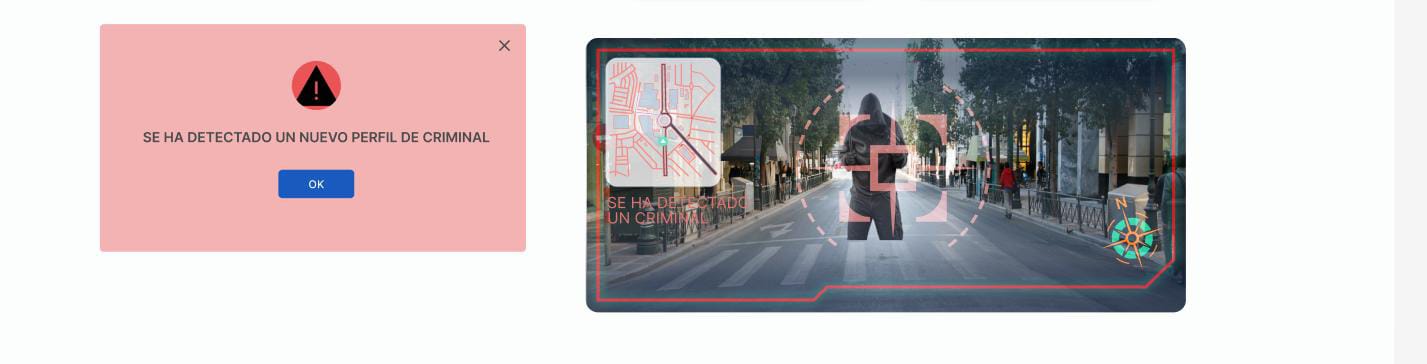 SE HA DETECTADO UN NUEVO PERFIL DE CRIMINAL
OK
SE HA DETECTADO
UN CRIMINAL
N